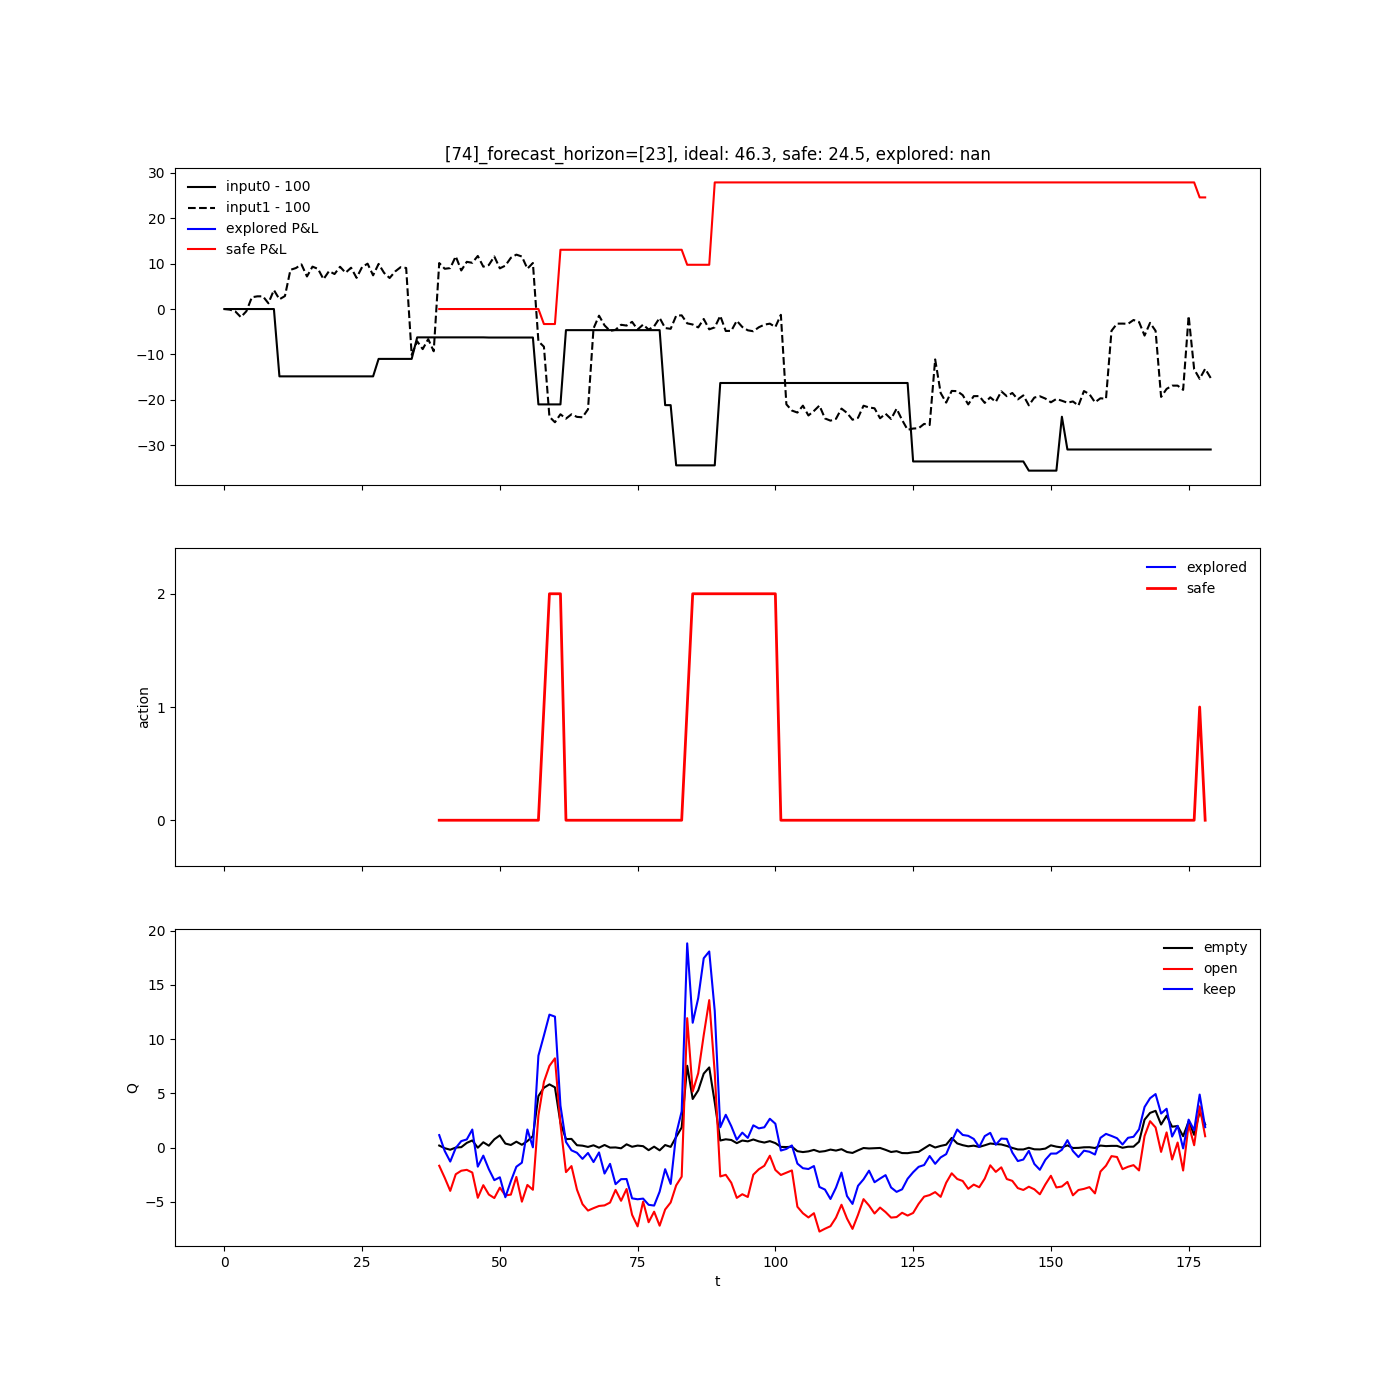 [74]_forecast_horizon=[23], ideal: 46.3, safe: 24.5, explored: nan
30
20
10
0
−10
−20
−30
input0 - 100
input1 - 100
explored P&L
safe P&L
action
2
1
0
explored
safe
Q
20
15
10
5
0
−5
empty
open
keep
0 25 50 75 100 125 150 175
t